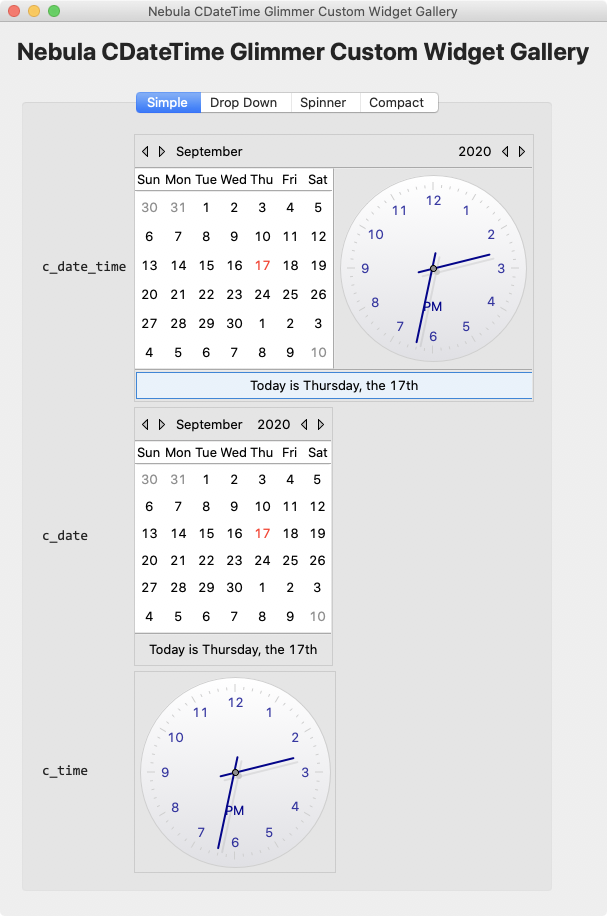 Nebula CDateTime Glimmer Custom Widget Gallery
Nebula CDateTime Glimmer Custom Widget Gallery
Simple Drop Down Spinner Compact
c_date_time
September 2020
Sun Mon Tue Wed Thu Fri Sat
30 31 1 2 3 4 5
6 7 8 9 10 11 12
13 14 15 16 17 18 19
20 21 22 23 24 25 26
27 28 29 30 1 2 3
4 5 6 7 8 9 10
12
11 1
10 2
9 3
8 PM 4
7 5
6
Today is Thursday, the 17th
c_date
September 2020
Sun Mon Tue Wed Thu Fri Sat
30 31 1 2 3 4 5
6 7 8 9 10 11 12
13 14 15 16 17 18 19
20 21 22 23 24 25 26
27 28 29 30 1 2 3
4 5 6 7 8 9 10
Today is Thursday, the 17th
c_time
12
11 1
10 2
9 3
8 PM 4
7 5
6